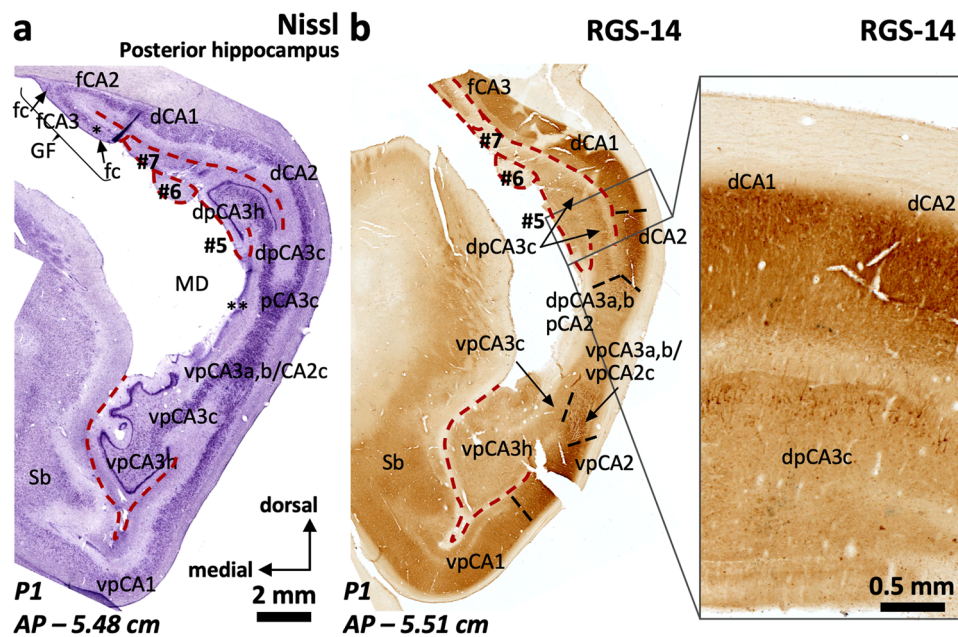 a
Nissl
Posterior hippocampus
fCA2
fc
fCA3
GF
*
fc
dCA1
#7
#6
dCA2
dpCA3h
#5
dpCA3c
MD
**
pCA3c
vpCA3a,b/CA2c
vpCA3c
vpCA3h
Sb
dorsal
medial
vpCA1
P1
2 mm
AP – 5.48 cm
b
RGS-14
fCA3
#7
dCA1
#6
#5
dpCA3c
dCA2
dpCA3a,b
pCA2
vpCA3c
vpCA3a,b/
vpCA2c
vpCA3h
Sb
vpCA2
vpCA1
P1
AP – 5.51 cm
RGS-14
dCA1
dCA2
dpCA3c
0.5 mm